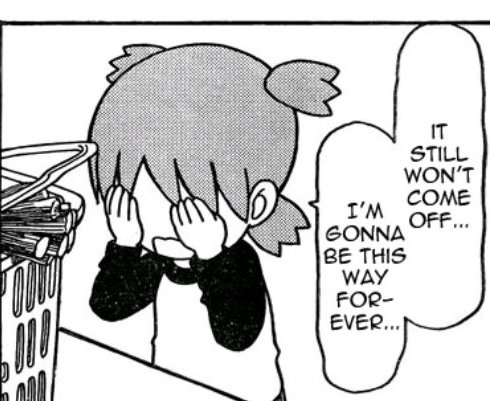 IT
STILL
WON'T
COME
OFF...
I'M
GONNA
BE THIS
WAY
FOR-
EVER...